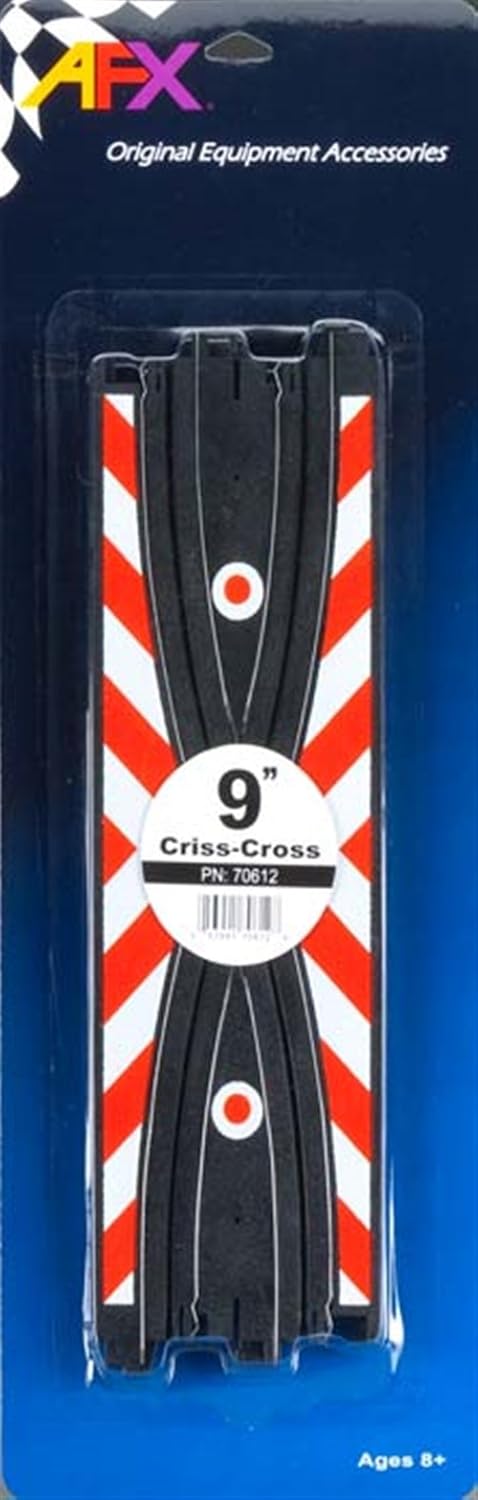 AFX
Original Equipment Accessories
9”
Criss-Cross
PN: 70612
Ages 8+